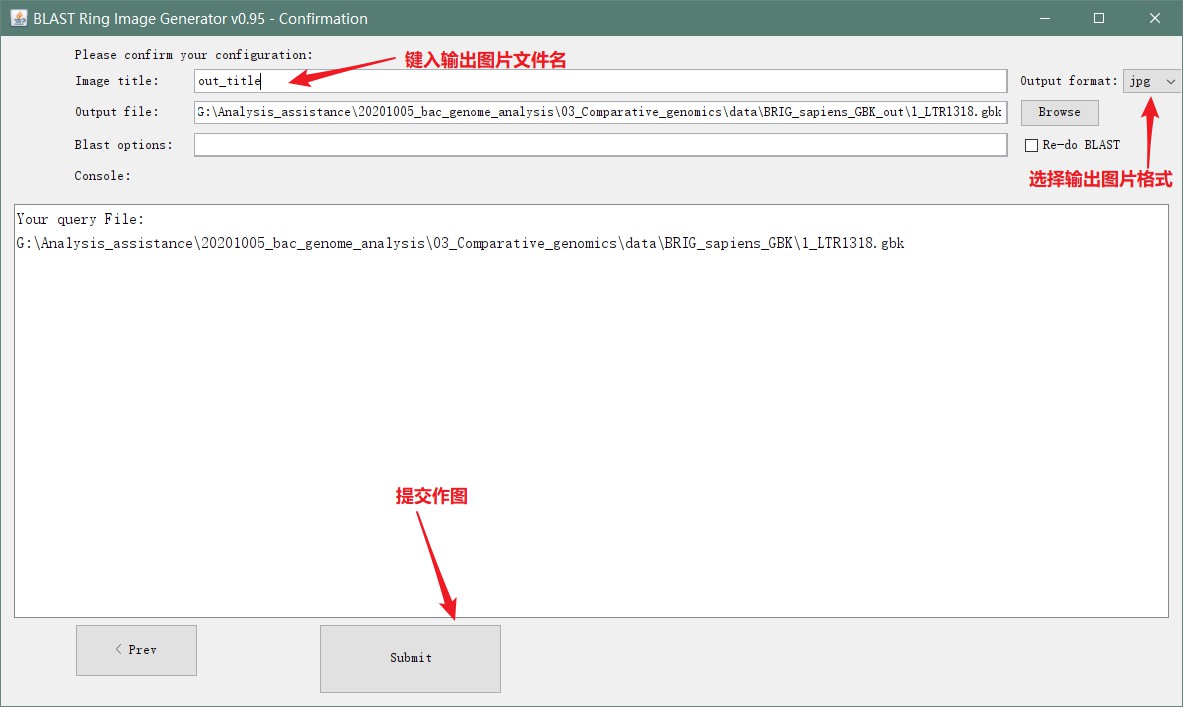 BLAST Ring Image Generator v0.95 - Confirmation
Please confirm your configuration:
键入输出图片文件名
Image title: out_title Output format: jpg
Output file: G:\Analysis_assistance\20201005_bac_genome_analysis\03_Comparative_genomics\data\BRIG_sapiens_GBK_out\1_LTR1318.gbk Browse
Blast options: Re-do BLAST
Console:
选择输出图片格式
Your query File:
G:\Analysis_assistance\20201005_bac_genome_analysis\03_Comparative_genomics\data\BRIG_sapiens_GBK\1_LTR1318.gbk
提交作图
< Prev
Submit